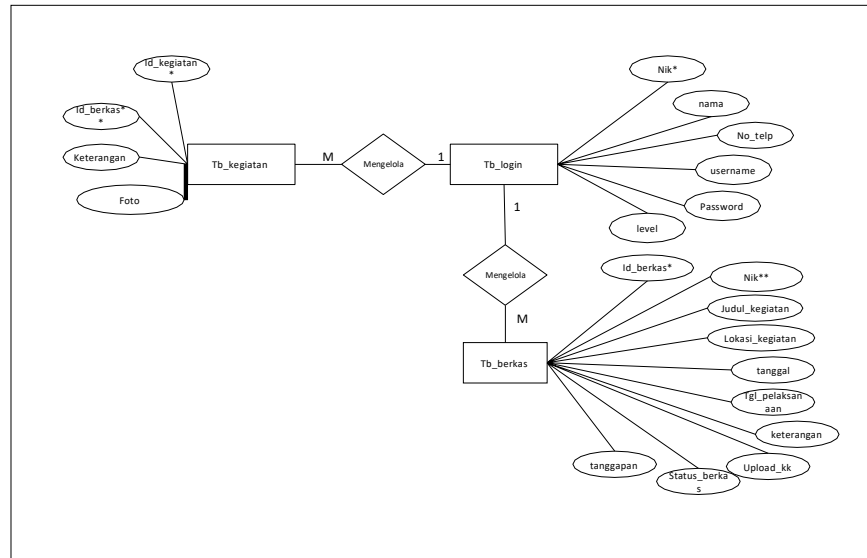 Id_kegiatan
*
Id_berkas*
*
Keterangan
Foto
Tb_kegiatan
M
Mengelola
1
Tb_login
Nik*
nama
No_telp
username
Password
level
1
Mengelola
M
Tb_berkas
Id_berkas*
Nik**
Judul_kegiatan
Lokasi_kegiatan
tanggal
Tgl_pelaksan
aan
keterangan
Upload_kk
Status_berka
s
tanggapan